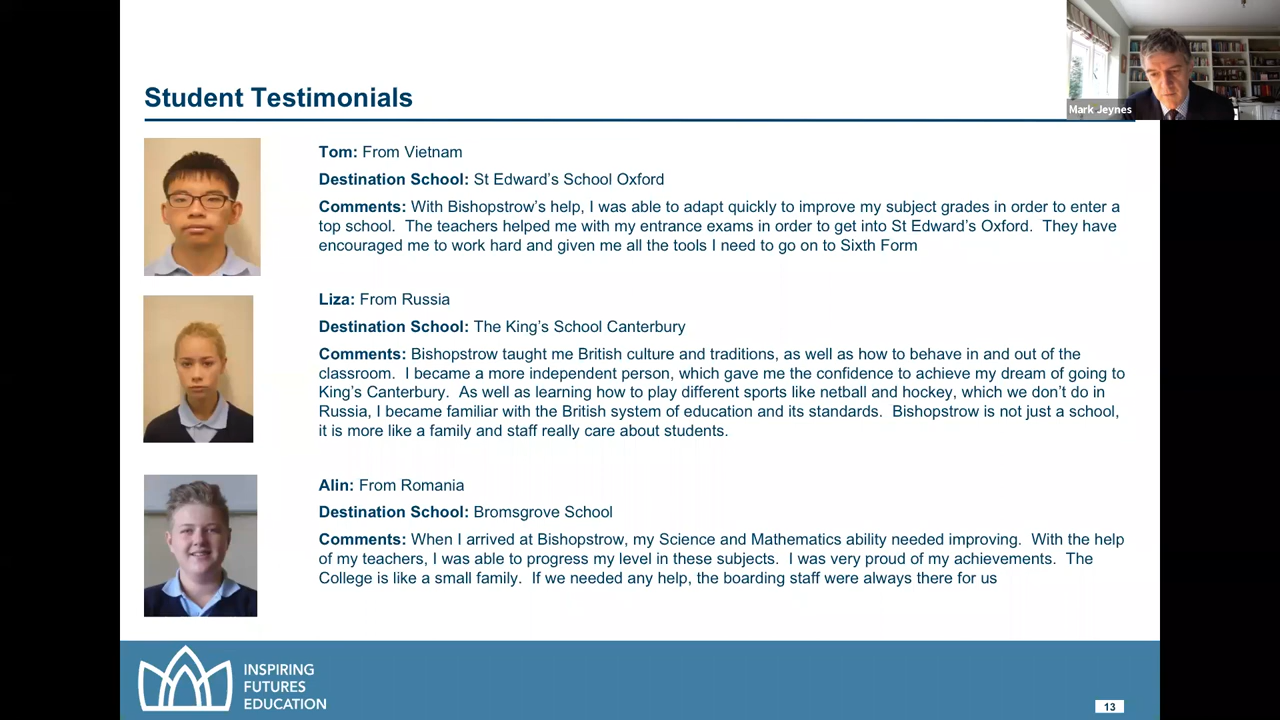 Student Testimonials
Mark Jeynes
Tom: From Vietnam
Destination School: St Edward's School Oxford
Comments: With Bishopstrow's help, I was able to adapt quickly to improve my subject grades in order to enter a
top school.  The teachers helped me with my entrance exams in order to get into St Edward's Oxford.  They have
encouraged me to work hard and given me all the tools I need to go on to Sixth Form
Liza: From Russia
Destination School: The King's School Canterbury
Comments: Bishopstrow taught me British culture and traditions, as well as how to behave in and out of the
classroom.  I became a more independent person, which gave me the confidence to achieve my dream of going to
King's Canterbury.  As well as learning how to play different sports like netball and hockey, which we don't do in
Russia, I became familiar with the British system of education and its standards.  Bishopstrow is not just a school,
it is more like a family and staff really care about students.
Alin: From Romania
Destination School: Bromsgrove School
Comments: When I arrived at Bishopstrow, my Science and Mathematics ability needed improving.  With the help
of my teachers, I was able to progress my level in these subjects.  I was very proud of my achievements.  The
College is like a small family.  If we needed any help, the boarding staff were always there for us
INSPIRING
FUTURES
EDUCATION
13